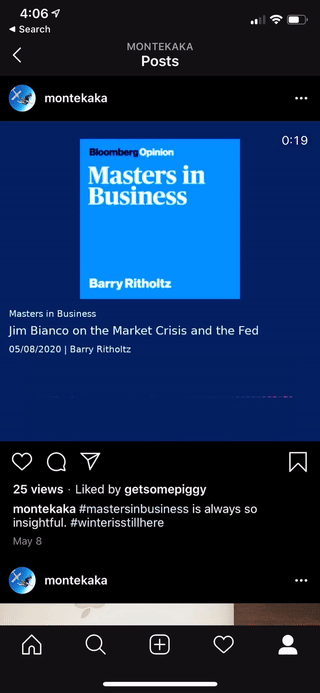 4:06
Search
MONTEKAKA
Posts
montekaka
0:19
Bloomberg Opinion
Masters in
Business
Barry Ritholtz
Masters in Business
Jim Bianco on the Market Crisis and the Fed
05/08/2020 | Barry Ritholtz
25 views · Liked by getsomepiggy
montekaka #mastersinbusiness is always so
insightful. #winterisstillhere
May 8
montekaka